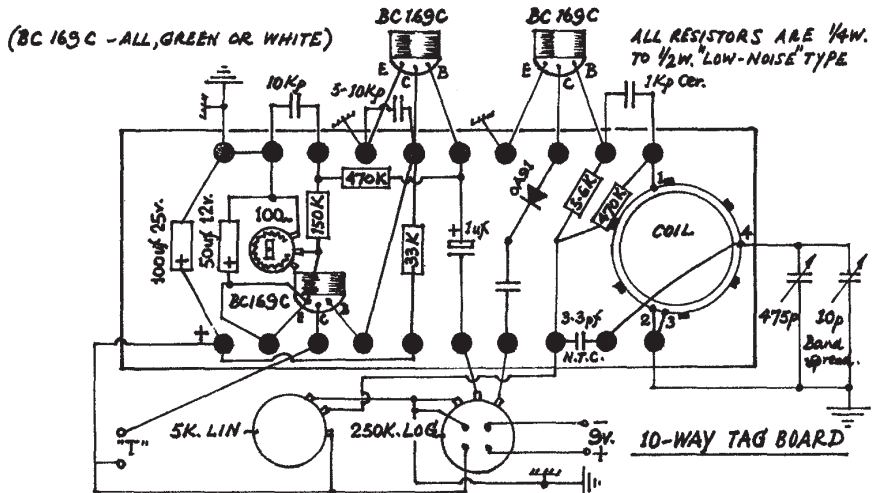 BC 169C
BC 169C
(BC 169C - ALL, GREEN OR WHITE)
ALL RESISTORS ARE 1/4W.
TO 1/2W. "LOW-NOISE" TYPE
E
C
B
E
C
B
10Kp
5-10Kp
1Kp Cer.
470K
100~
150K
100uf 25v.
+
50uf 12v.
+
33K
+
1uf
OA91
5.6K
470K
1
COIL
4
BC169C
E
C
B
2
3
3.3pf
N.T.C.
475p
10p
Band
Spread.
+
"T"
5K. LIN
250K. LOG
-
9v.
+
10-WAY TAG BOARD